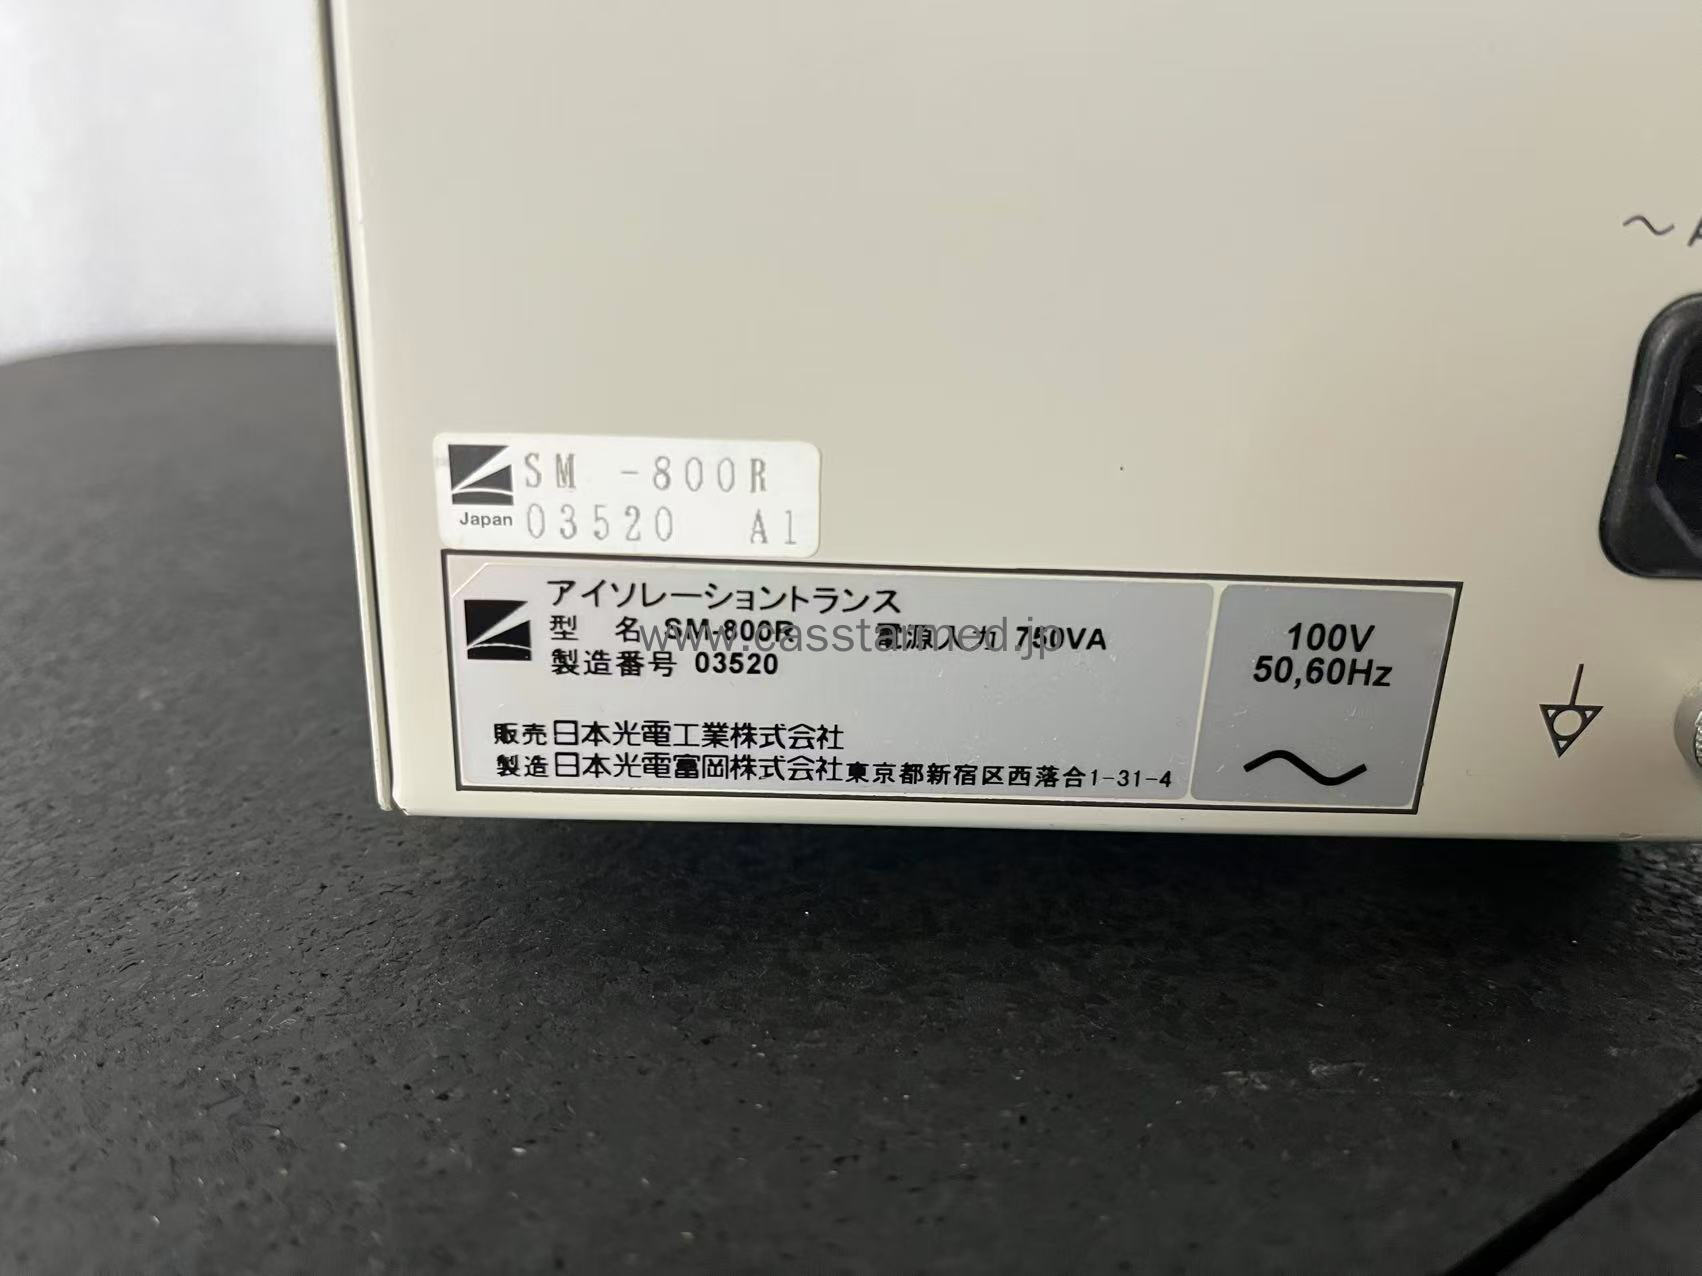 SM -800R
Japan 03520 A1
アイソレーショントランス
型 名 SM-800R 電源入力 750VA
製造番号 03520
100V
50,60Hz
販売 日本光電工業株式会社
製造 日本光電富岡株式会社 東京都新宿区西落合1-31-4
www.casstarmed.jp